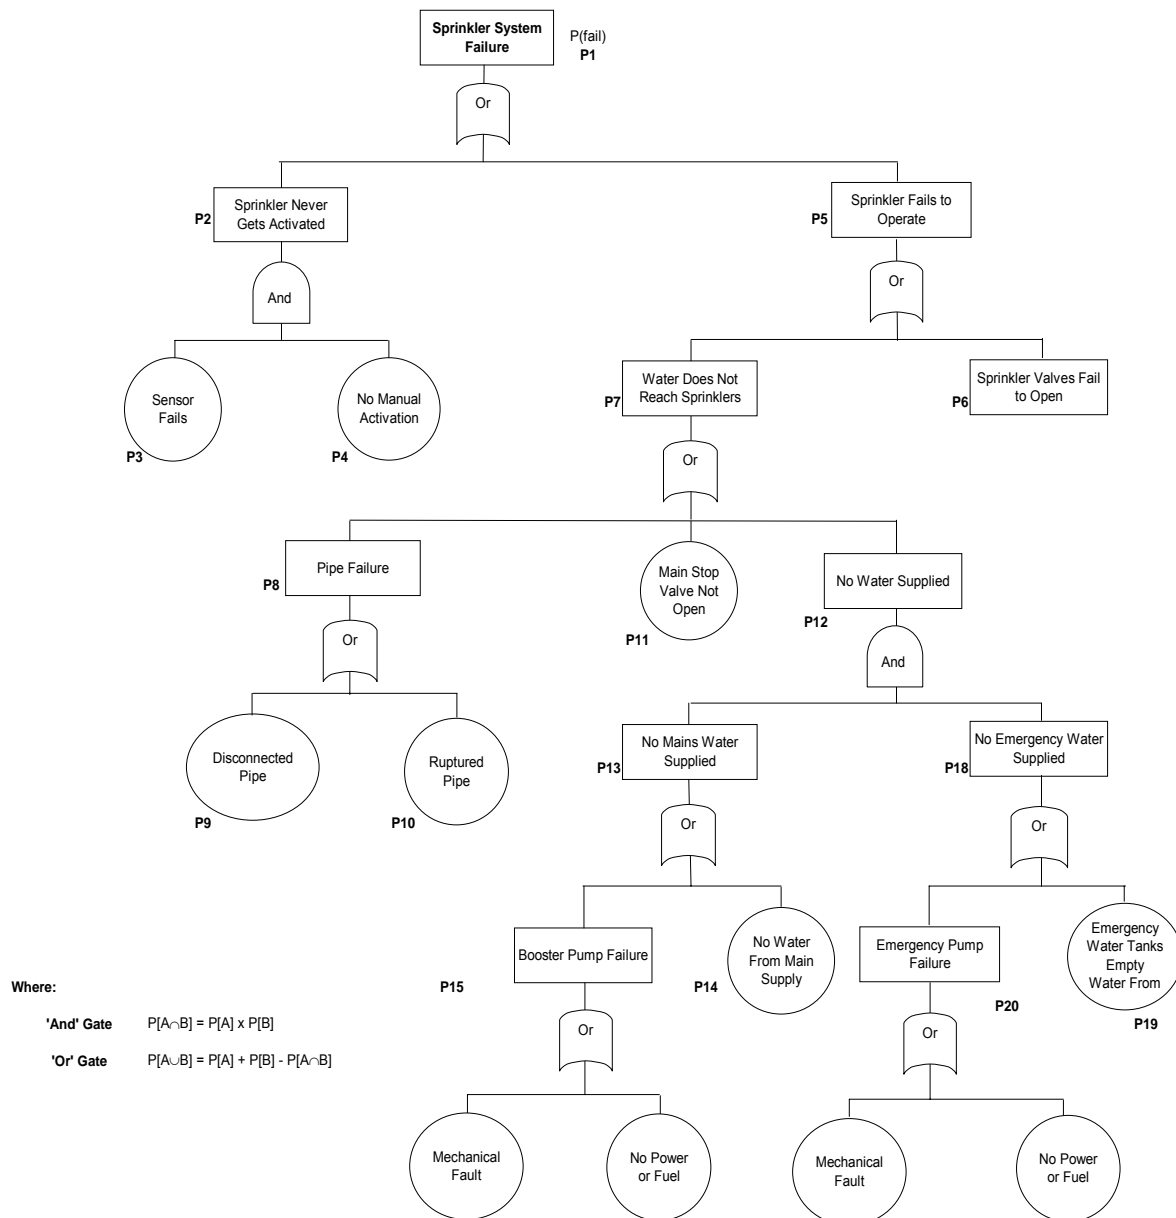 Sprinkler System
Failure
P(fail)
P1
Or
P2
Sprinkler Never
Gets Activated
P5
Sprinkler Fails to
Operate
And
Or
Sensor
Fails
P3
No Manual
Activation
P4
P7
Water Does Not
Reach Sprinklers
P6
Sprinkler Valves Fail
to Open
Or
P8
Pipe Failure
Main Stop
Valve Not
Open
P11
No Water Supplied
P12
Or
And
Disconnected
Pipe
P9
Ruptured
Pipe
P10
No Mains Water
Supplied
P13
No Emergency Water
Supplied
P18
Or
Or
Booster Pump Failure
P15
No Water
From Main
Supply
P14
Emergency Pump
Failure
P20
Emergency
Water Tanks
Empty
Water From
P19
Or
Or
Mechanical
Fault
No Power
or Fuel
Mechanical
Fault
No Power
or Fuel
Where:
'And' Gate P[A∩B] = P[A] x P[B]
'Or' Gate P[A∪B] = P[A] + P[B] - P[A∩B]